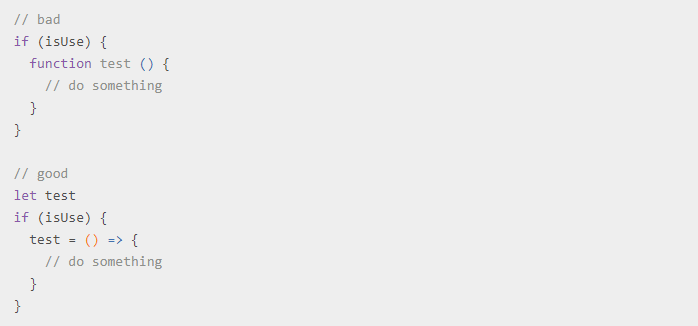 // bad
if (isUse) {
  function test () {
    // do something
  }
}

// good
let test
if (isUse) {
  test = () => {
    // do something
  }
}